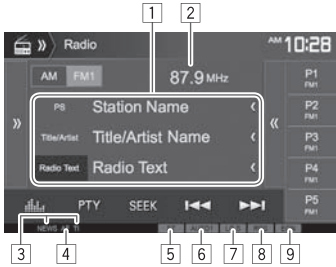 1 2
Radio AM 10:28
AM FM1 87.9 MHz
PS Station Name
Title/Artist Title/Artist Name
Radio Text Radio Text
P1 FM1
P2 FM1
P3 FM1
P4 FM1
P5 FM1
PTY SEEK
NEWS AF TI
3 4 5 6 7 8 9